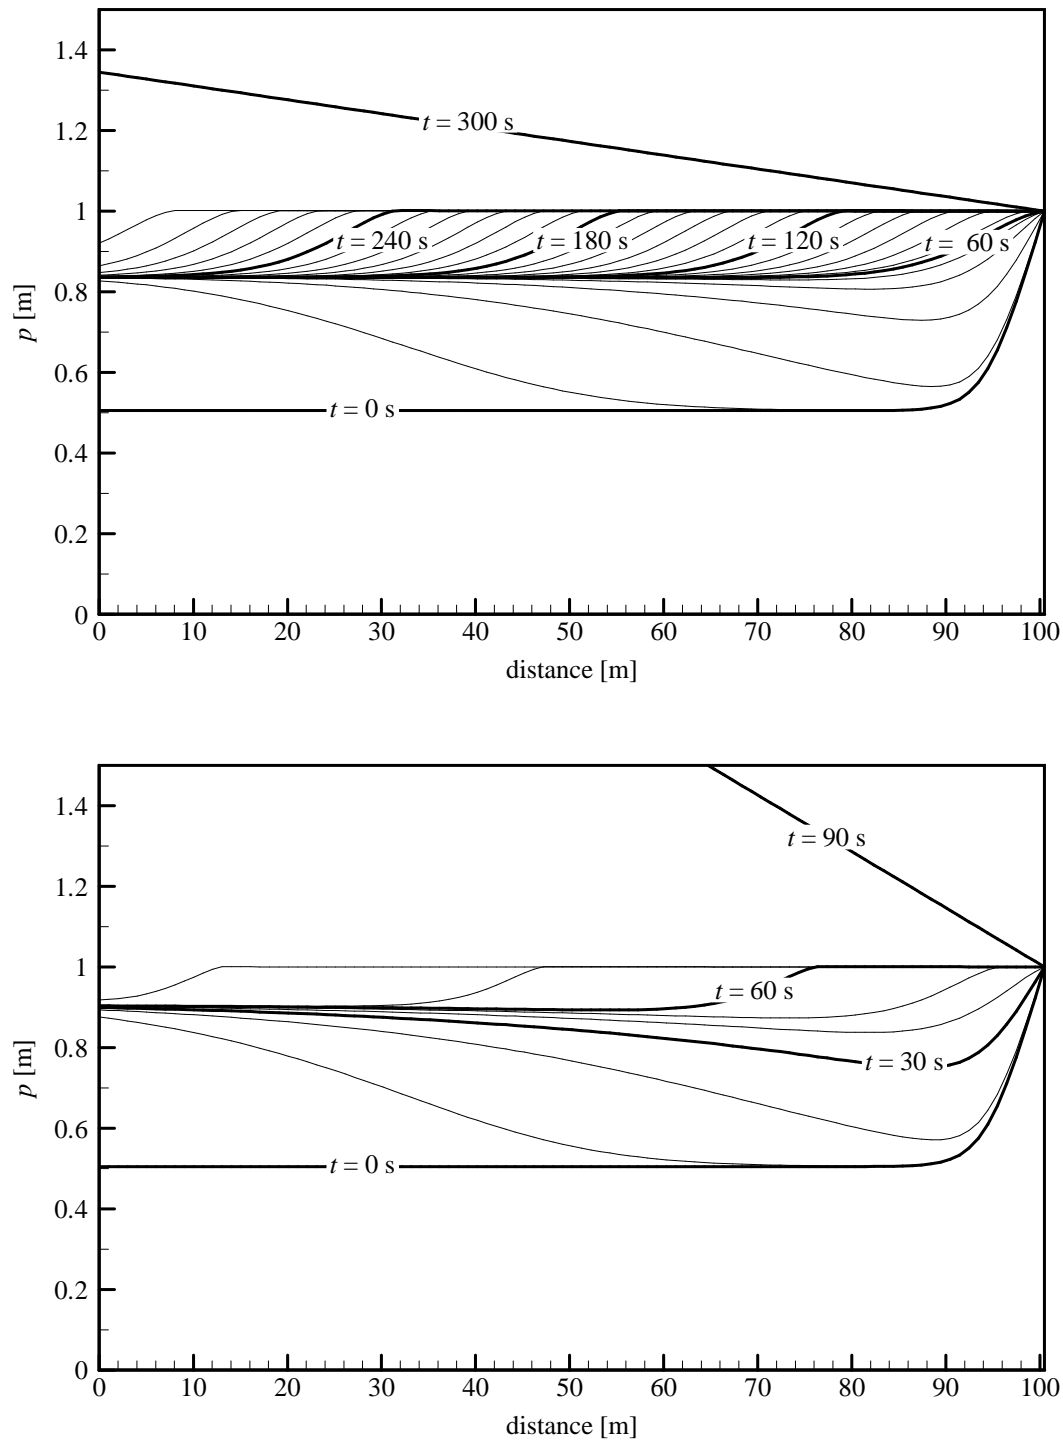 1.4
1.2
1
0.8
0.6
0.4
0.2
0
p [m]
t = 300 s
t = 240 s
t = 180 s
t = 120 s
t = 60 s
t = 0 s
0 10 20 30 40 50 60 70 80 90 100
distance [m]
1.4
1.2
1
0.8
0.6
0.4
0.2
0
p [m]
t = 90 s
t = 60 s
t = 30 s
t = 0 s
0 10 20 30 40 50 60 70 80 90 100
distance [m]